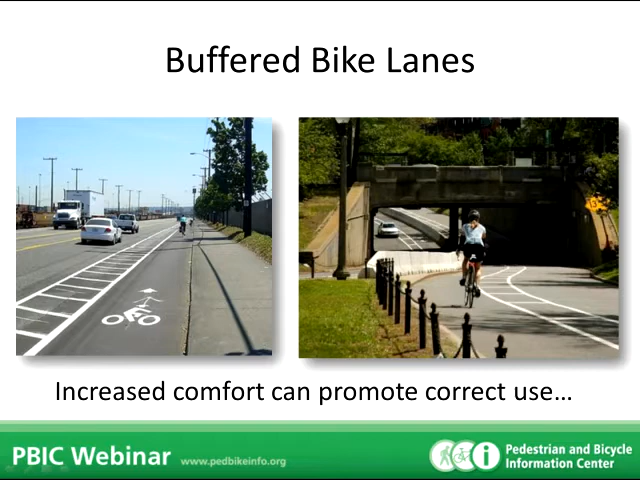 Buffered Bike Lanes
Increased comfort can promote correct use…
PBIC Webinar
www.pedbikeinfo.org
Pedestrian and Bicycle
Information Center